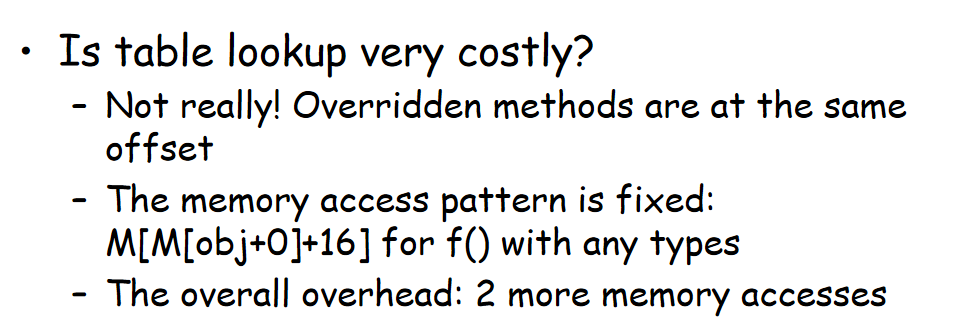 • Is table lookup very costly?
– Not really! Overridden methods are at the same
offset
– The memory access pattern is fixed:
M[M[obj+0]+16] for f() with any types
– The overall overhead: 2 more memory accesses